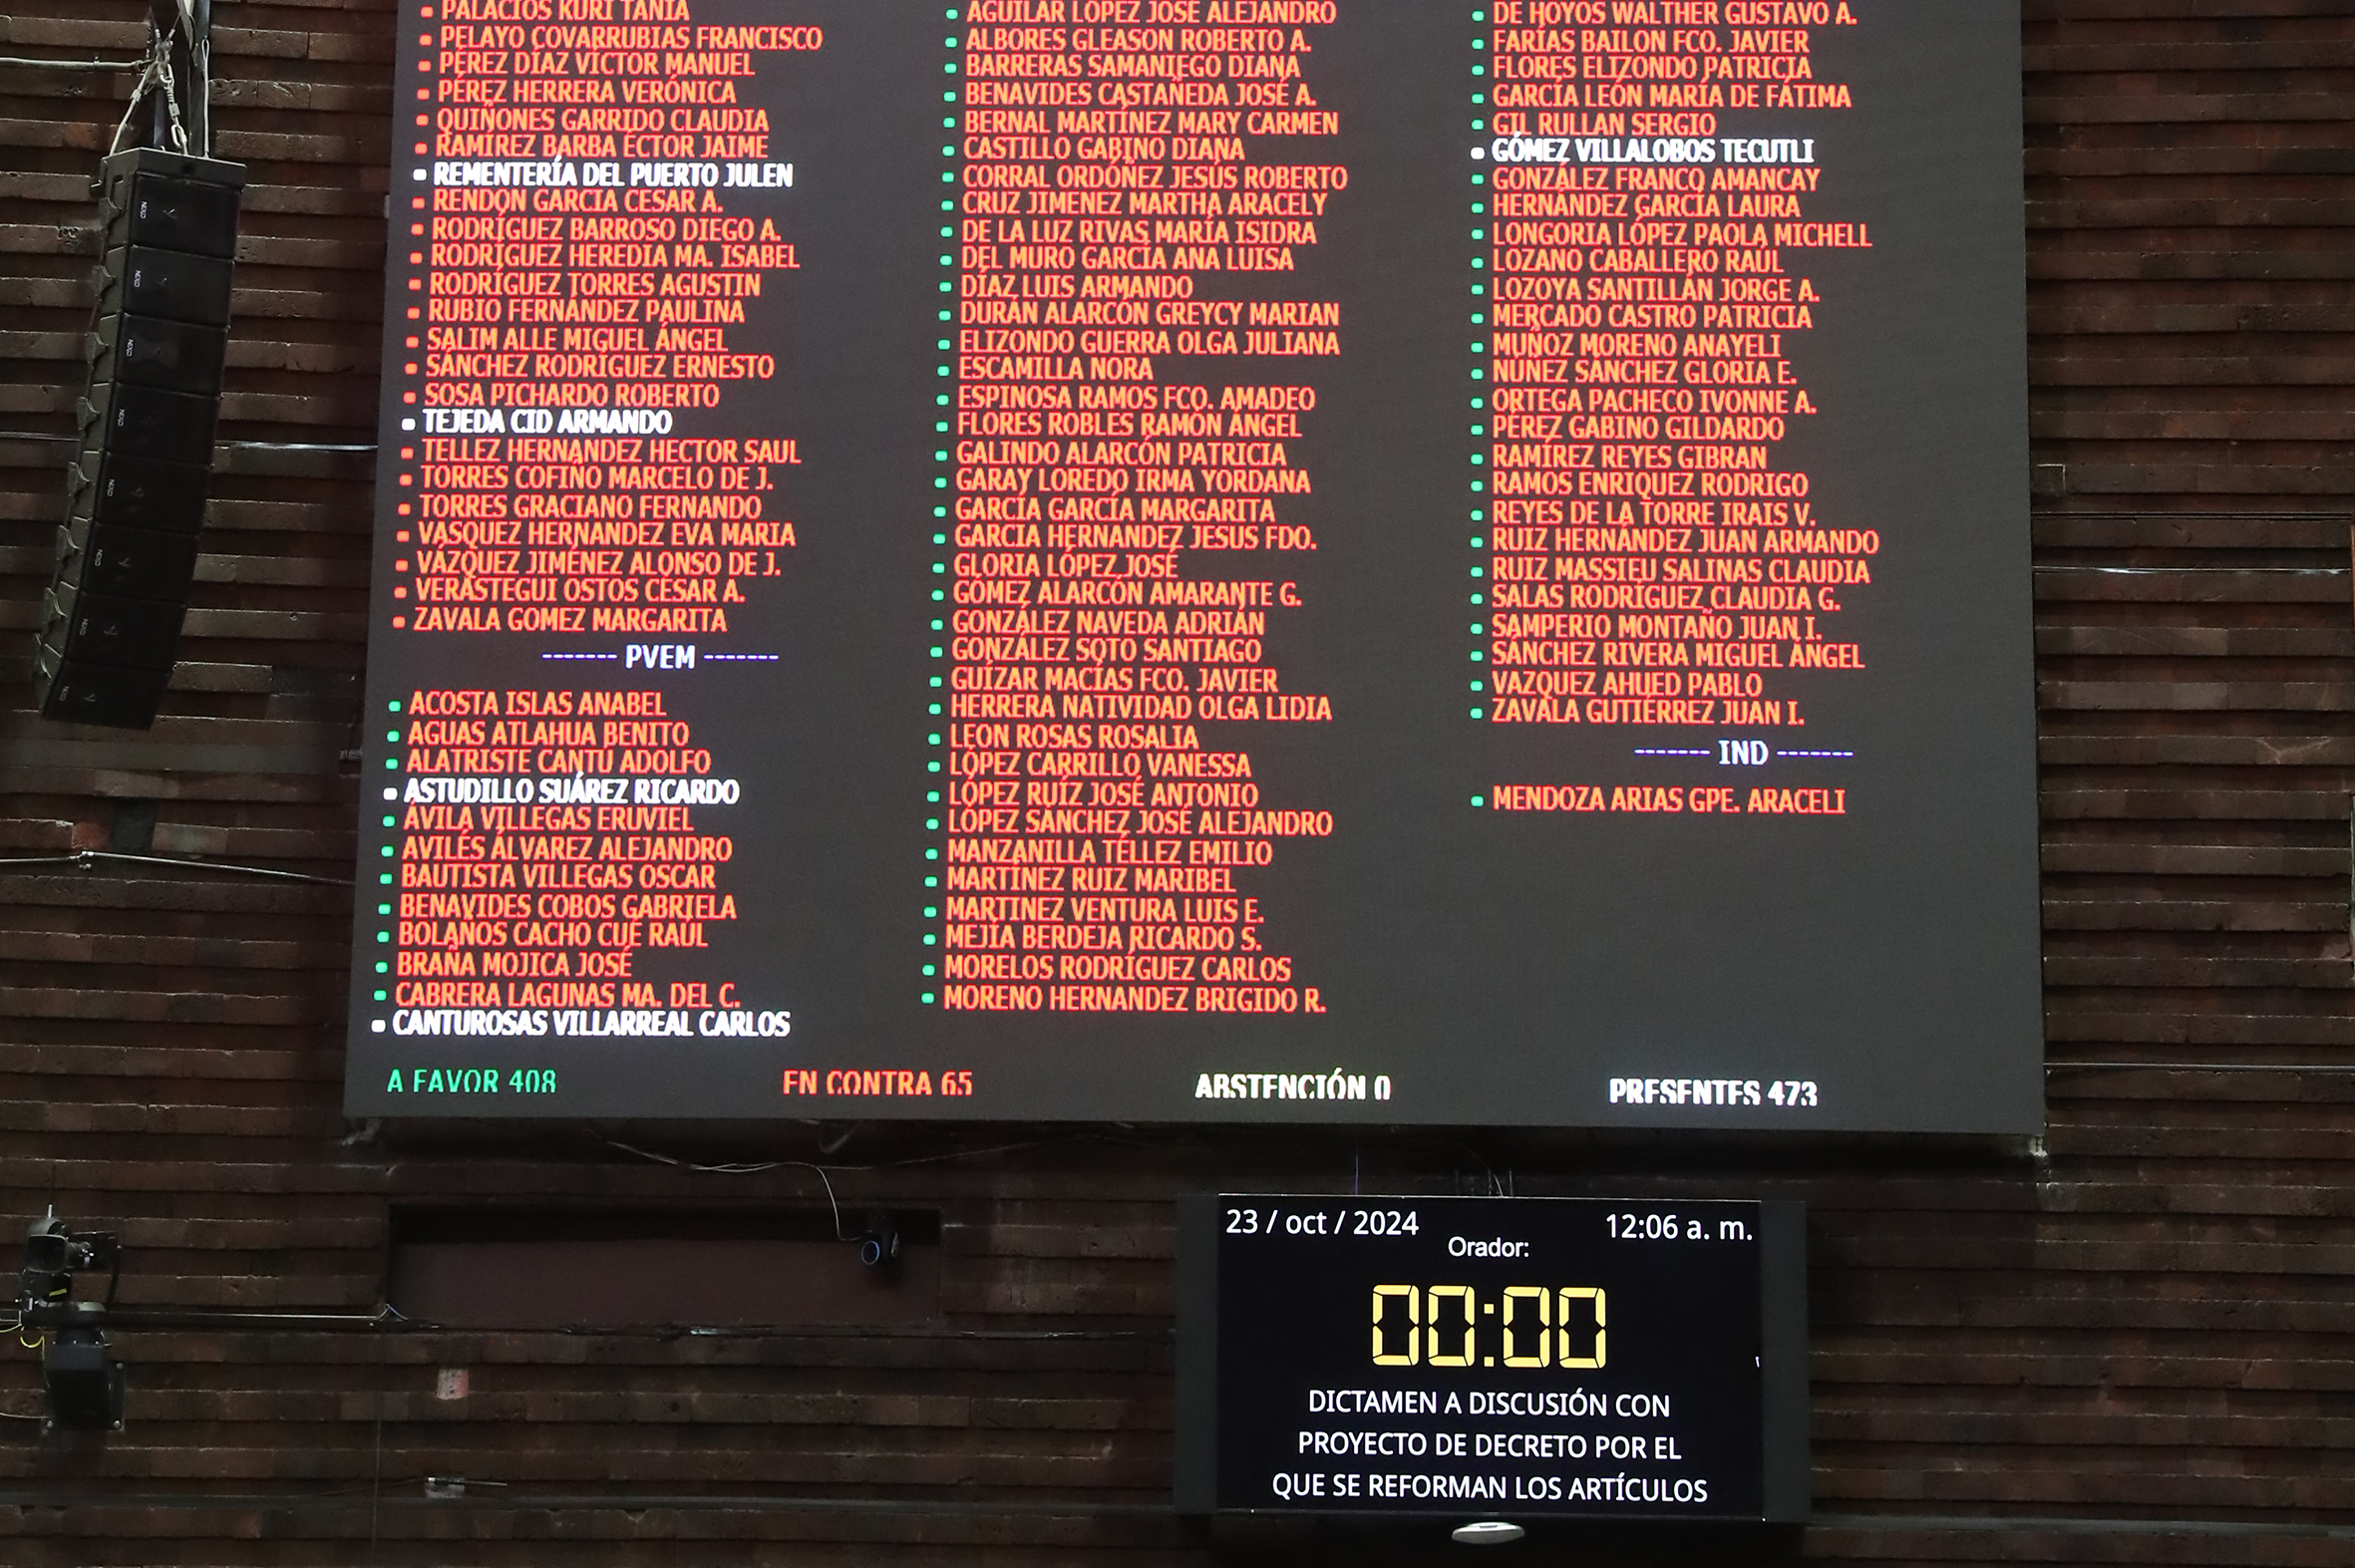 PALACIOS KURI TANIA
PELAYO COVARRUBIAS FRANCISCO
PÉREZ DÍAZ VÍCTOR MANUEL
PÉREZ HERRERA VERÓNICA
QUIÑONES GARRIDO CLAUDIA
RAMÍREZ BARBA ÉCTOR JAIME
REMENTERÍA DEL PUERTO JULEN
RENDÓN GARCÍA CÉSAR A.
RODRÍGUEZ BARROSO DIEGO A.
RODRÍGUEZ HEREDIA MA. ISABEL
RODRÍGUEZ TORRES AGUSTIN
RUBIO FERNÁNDEZ PAULINA
SALIM ALLE MIGUEL ÁNGEL
SÁNCHEZ RODRÍGUEZ ERNESTO
SOSA PICHARDO ROBERTO
TEJEDA CID ARMANDO
TÉLLEZ HERNÁNDEZ HÉCTOR SAÚL
TORRES COFIÑO MARCELO DE J.
TORRES GRACIANO FERNANDO
VÁSQUEZ HERNÁNDEZ EVA MARÍA
VÁZQUEZ JIMÉNEZ ALONSO DE J.
VERÁSTEGUI OSTOS CÉSAR A.
ZAVALA GÓMEZ MARGARITA
------- PVEM -------
ACOSTA ISLAS ANABEL
AGUAS ATLAHUA BENITO
ALATRISTE CANTÚ ADOLFO
ASTUDILLO SUÁREZ RICARDO
ÁVILA VILLEGAS ERUVIEL
AVILÉS ÁLVAREZ ALEJANDRO
BAUTISTA VILLEGAS OSCAR
BENAVIDES COBOS GABRIELA
BOLAÑOS CACHO CUÉ RAÚL
BRAÑA MOJICA JOSÉ
CABRERA LAGUNAS MA. DEL C.
CANTUROSAS VILLARREAL CARLOS
AGUILAR LÓPEZ JOSÉ ALEJANDRO
ALBORES GLEASON ROBERTO A.
BARRERAS SAMANIEGO DIANA
BENAVIDES CASTAÑEDA JOSÉ A.
BERNAL MARTÍNEZ MARY CARMEN
CASTILLO GABINO DIANA
CORRAL ORDÓÑEZ JESÚS ROBERTO
CRUZ JIMÉNEZ MARTHA ARACELY
DE LA LUZ RIVAS MARÍA ISIDRA
DEL MURO GARCÍA ANA LUISA
DÍAZ LUIS ARMANDO
DURÁN ALARCÓN GREYCY MARIAN
ELIZONDO GUERRA OLGA JULIANA
ESCAMILLA NORA
ESPINOSA RAMOS FCO. AMADEO
FLORES ROBLES RAMÓN ÁNGEL
GALINDO ALARCÓN PATRICIA
GARAY LOREDO IRMA YORDANA
GARCÍA GARCÍA MARGARITA
GARCÍA HERNÁNDEZ JESÚS FDO.
GLORIA LÓPEZ JOSÉ
GÓMEZ ALARCÓN AMARANTE G.
GONZÁLEZ NAVEDA ADRIÁN
GONZÁLEZ SOTO SANTIAGO
GUÍZAR MACÍAS FCO. JAVIER
HERRERA NATIVIDAD OLGA LIDIA
LEÓN ROSAS ROSALÍA
LÓPEZ CARRILLO VANESSA
LÓPEZ RUÍZ JOSÉ ANTONIO
LÓPEZ SÁNCHEZ JOSÉ ALEJANDRO
MANZANILLA TÉLLEZ EMILIO
MARTÍNEZ RUIZ MARIBEL
MARTÍNEZ VENTURA LUIS E.
MEJÍA BERDEJA RICARDO S.
MORELOS RODRÍGUEZ CARLOS
MORENO HERNÁNDEZ BRIGIDO R.
DE HOYOS WALTHER GUSTAVO A.
FARÍAS BAILÓN FCO. JAVIER
FLORES ELIZONDO PATRICIA
GARCÍA LEÓN MARÍA DE FÁTIMA
GIL RULLÁN SERGIO
GÓMEZ VILLALOBOS TECUTLI
GONZÁLEZ FRANCO AMANCAY
HERNÁNDEZ GARCÍA LAURA
LONGORIA LÓPEZ PAOLA MICHELL
LOZANO CABALLERO RAÚL
LOZOYA SANTILLÁN JORGE A.
MERCADO CASTRO PATRICIA
MUÑOZ MORENO ANAYELI
NÚÑEZ SÁNCHEZ GLORIA E.
ORTEGA PACHECO IVONNE A.
PÉREZ GABINO GILDARDO
RAMÍREZ REYES GIBRAN
RAMOS ENRIQUEZ RODRIGO
REYES DE LA TORRE IRAIS V.
RUIZ HERNÁNDEZ JUAN ARMANDO
RUIZ MASSIEU SALINAS CLAUDIA
SALAS RODRÍGUEZ CLAUDIA G.
SAMPERIO MONTAÑO JUAN I.
SÁNCHEZ RIVERA MIGUEL ÁNGEL
VÁZQUEZ AHUED PABLO
ZAVALA GUTIÉRREZ JUAN I.
------- IND -------
MENDOZA ARIAS GPE. ARACELI
A FAVOR 408 EN CONTRA 65 ABSTENCIÓN 0 PRESENTES 473
23 / oct / 2024 12:06 a. m.
Orador:
00:00
DICTAMEN A DISCUSIÓN CON
PROYECTO DE DECRETO POR EL
QUE SE REFORMAN LOS ARTÍCULOS